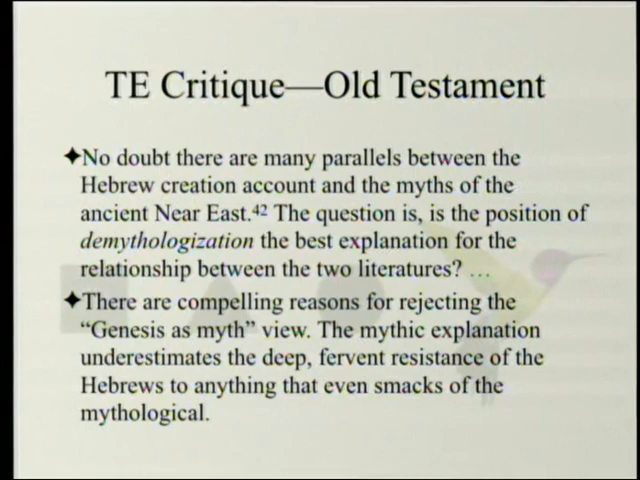 TE Critique—Old Testament
✦No doubt there are many parallels between the
Hebrew creation account and the myths of the
ancient Near East.⁴² The question is, is the position of
demythologization the best explanation for the
relationship between the two literatures? …
✦There are compelling reasons for rejecting the
“Genesis as myth” view. The mythic explanation
underestimates the deep, fervent resistance of the
Hebrews to anything that even smacks of the
mythological.